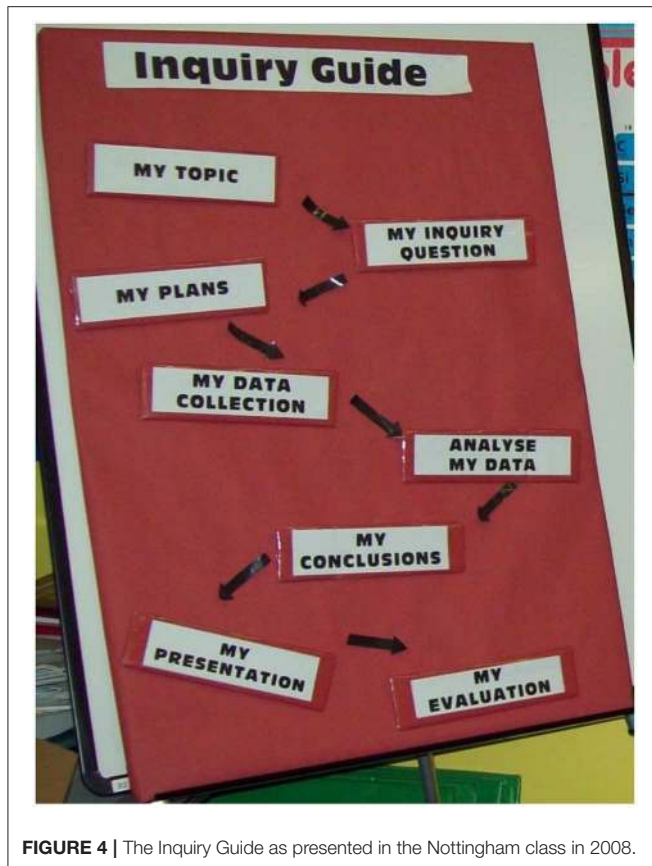 Inquiry Guide
MY TOPIC
MY INQUIRY
QUESTION
MY PLANS
MY DATA
COLLECTION
ANALYSE
MY DATA
MY
CONCLUSIONS
MY
PRESENTATION
MY
EVALUATION
FIGURE 4 | The Inquiry Guide as presented in the Nottingham class in 2008.